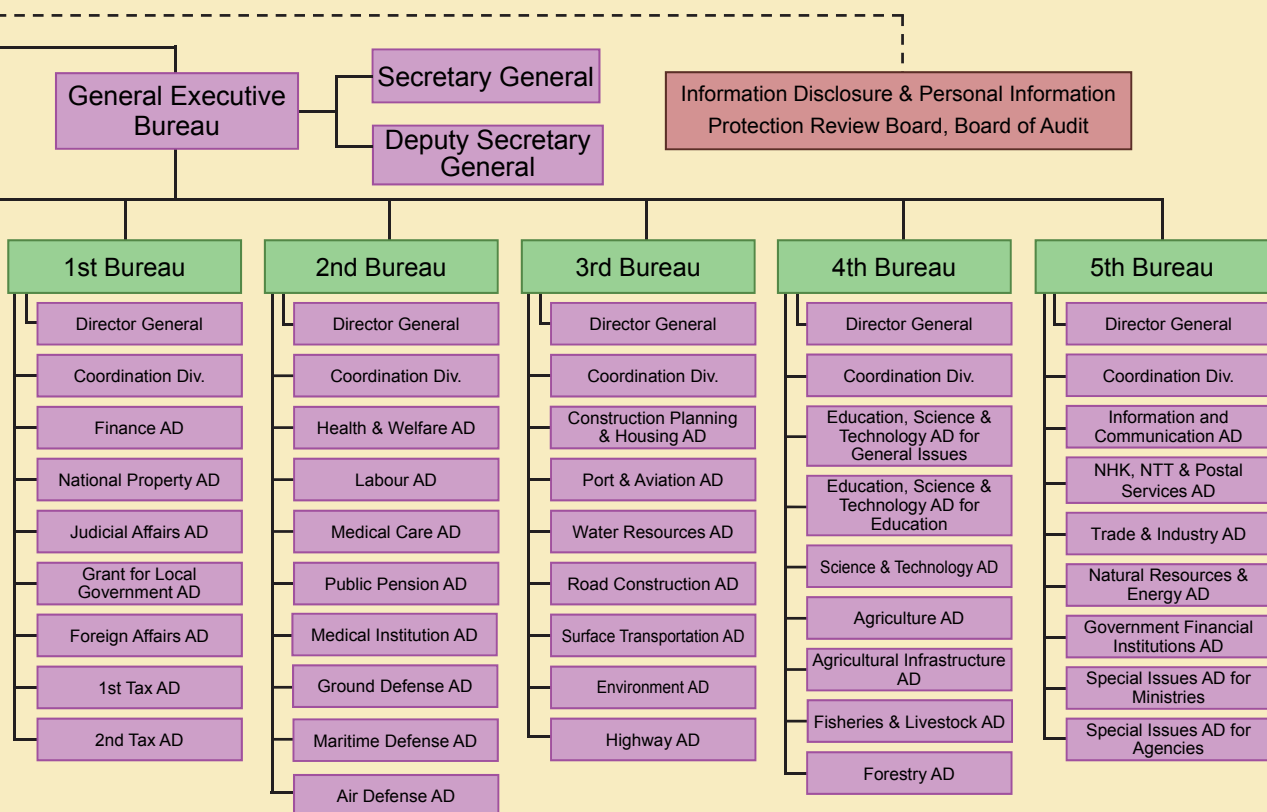 General Executive
Bureau
Secretary General
Deputy Secretary
General
Information Disclosure & Personal Information
Protection Review Board, Board of Audit
1st Bureau
Director General
Coordination Div.
Finance AD
National Property AD
Judicial Affairs AD
Grant for Local
Government AD
Foreign Affairs AD
1st Tax AD
2nd Tax AD
2nd Bureau
Director General
Coordination Div.
Health & Welfare AD
Labour AD
Medical Care AD
Public Pension AD
Medical Institution AD
Ground Defense AD
Maritime Defense AD
Air Defense AD
3rd Bureau
Director General
Coordination Div.
Construction Planning
& Housing AD
Port & Aviation AD
Water Resources AD
Road Construction AD
Surface Transportation AD
Environment AD
Highway AD
4th Bureau
Director General
Coordination Div.
Education, Science &
Technology AD for
General Issues
Education, Science &
Technology AD for
Education
Science & Technology AD
Agriculture AD
Agricultural Infrastructure
AD
Fisheries & Livestock AD
Forestry AD
5th Bureau
Director General
Coordination Div.
Information and
Communication AD
NHK, NTT & Postal
Services AD
Trade & Industry AD
Natural Resources &
Energy AD
Government Financial
Institutions AD
Special Issues AD for
Ministries
Special Issues AD for
Agencies